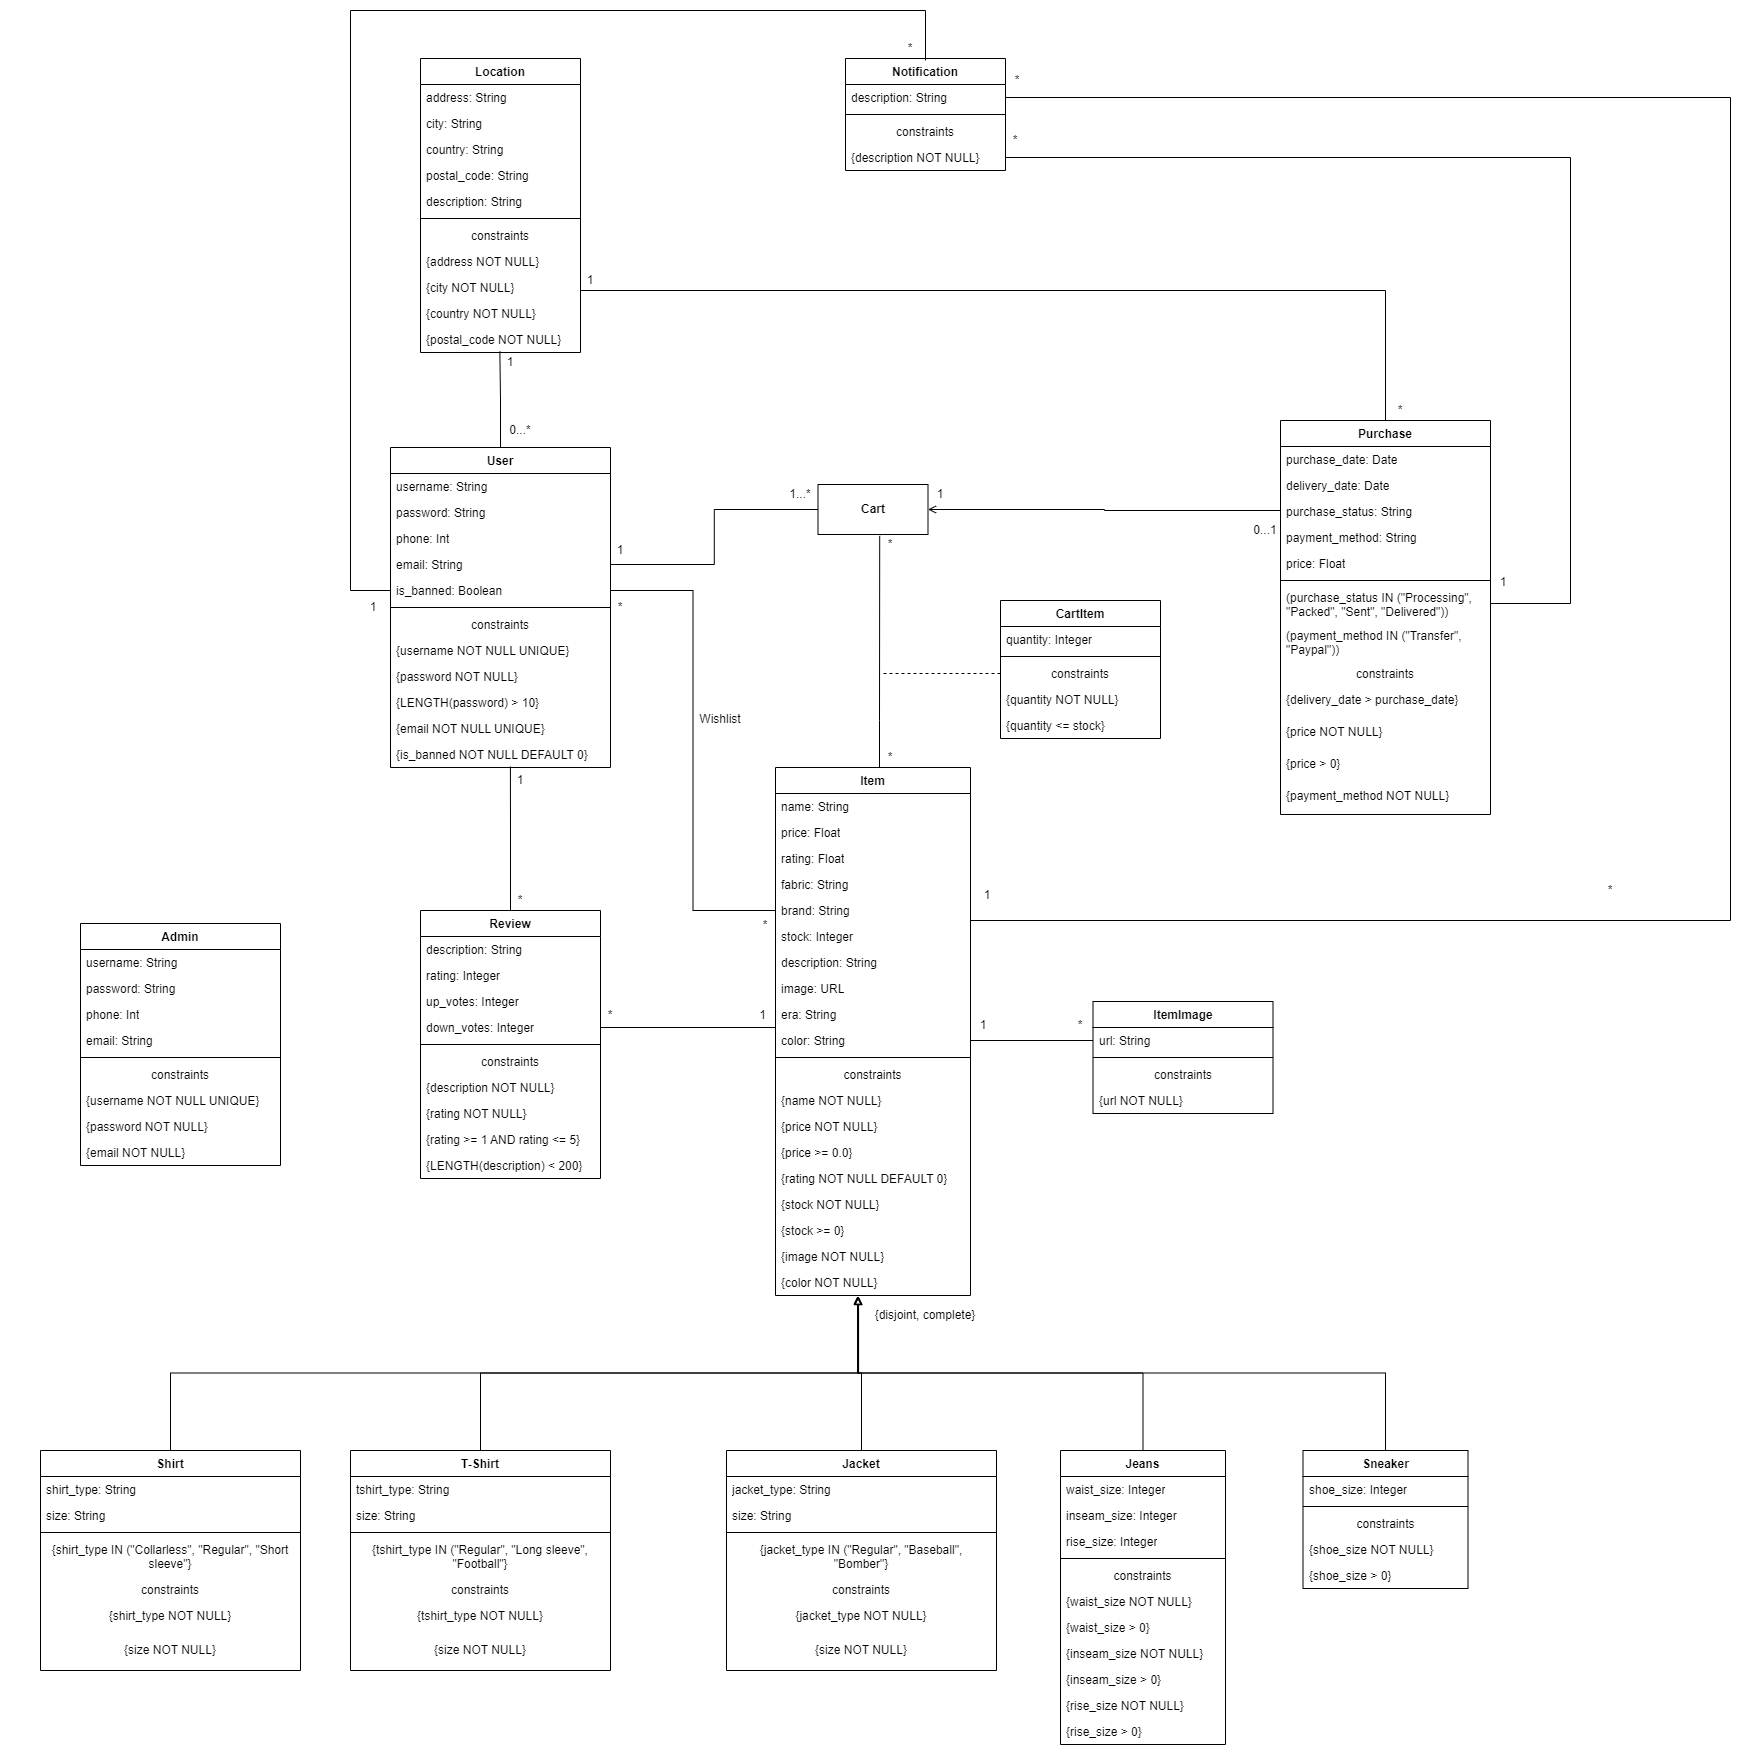 *
Location
address: String
city: String
country: String
postal_code: String
description: String
constraints
{address NOT NULL}
{city NOT NULL}
{country NOT NULL}
{postal_code NOT NULL}
Notification
description: String
constraints
{description NOT NULL}
*
*
1
1
0...*
*
User
username: String
password: String
phone: Int
email: String
is_banned: Boolean
constraints
{username NOT NULL UNIQUE}
{password NOT NULL}
{LENGTH(password) > 10}
{email NOT NULL UNIQUE}
{is_banned NOT NULL DEFAULT 0}
1
1
*
1...*
Cart
1
0...1
*
Purchase
purchase_date: Date
delivery_date: Date
purchase_status: String
payment_method: String
price: Float
(purchase_status IN ("Processing",
"Packed", "Sent", "Delivered"))
(payment_method IN ("Transfer",
"Paypal"))
constraints
{delivery_date > purchase_date}
{price NOT NULL}
{price > 0}
{payment_method NOT NULL}
1
CartItem
quantity: Integer
constraints
{quantity NOT NULL}
{quantity <= stock}
Wishlist
*
1
*
*
Item
name: String
price: Float
rating: Float
fabric: String
brand: String
stock: Integer
description: String
image: URL
era: String
color: String
constraints
{name NOT NULL}
{price NOT NULL}
{price >= 0.0}
{rating NOT NULL DEFAULT 0}
{stock NOT NULL}
{stock >= 0}
{image NOT NULL}
{color NOT NULL}
1
*
Admin
username: String
password: String
phone: Int
email: String
constraints
{username NOT NULL UNIQUE}
{password NOT NULL}
{email NOT NULL}
Review
description: String
rating: Integer
up_votes: Integer
down_votes: Integer
constraints
{description NOT NULL}
{rating NOT NULL}
{rating >= 1 AND rating <= 5}
{LENGTH(description) < 200}
*
1
1
*
ItemImage
url: String
constraints
{url NOT NULL}
{disjoint, complete}
Shirt
shirt_type: String
size: String
{shirt_type IN ("Collarless", "Regular", "Short
sleeve"}
constraints
{shirt_type NOT NULL}
{size NOT NULL}
T-Shirt
tshirt_type: String
size: String
{tshirt_type IN ("Regular", "Long sleeve",
"Football"}
constraints
{tshirt_type NOT NULL}
{size NOT NULL}
Jacket
jacket_type: String
size: String
{jacket_type IN ("Regular", "Baseball",
"Bomber"}
constraints
{jacket_type NOT NULL}
{size NOT NULL}
Jeans
waist_size: Integer
inseam_size: Integer
rise_size: Integer
constraints
{waist_size NOT NULL}
{waist_size > 0}
{inseam_size NOT NULL}
{inseam_size > 0}
{rise_size NOT NULL}
{rise_size > 0}
Sneaker
shoe_size: Integer
constraints
{shoe_size NOT NULL}
{shoe_size > 0}